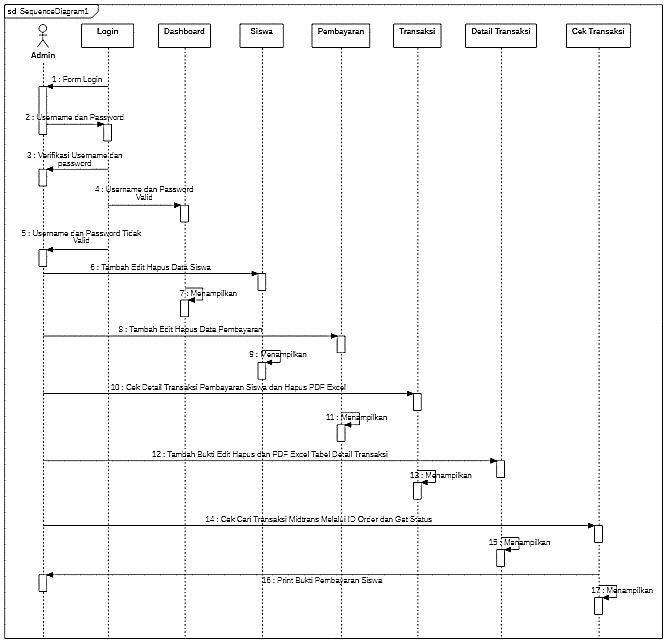 sd SequenceDiagram1
Login
Dashboard
Siswa
Pembayaran
Transaksi
Detail Transaksi
Cek Transaksi
Admin
1 : Form Login
2 : Username dan Password
3 : Verifikasi Username dan
password
4 : Username dan Password
Valid
5 : Username dan Password Tidak
Valid
6 : Tambah Edit Hapus Data Siswa
7 : Menampilkan
8 : Tambah Edit Hapus Data Pembayaran
9 : Menampilkan
10 : Cek Detail Transaksi Pembayaran Siswa dan Hapus PDF Excel
11 : Menampilkan
12 : Tambah Bukti Edit Hapus dan PDF Excel Tabel Detail Transaksi
13 : Menampilkan
14 : Cek Cari Transaksi Midtrans Melalui ID Order dan Get Status
15 : Menampilkan
16 : Print Bukti Pembayaran Siswa
17 : Menampilkan